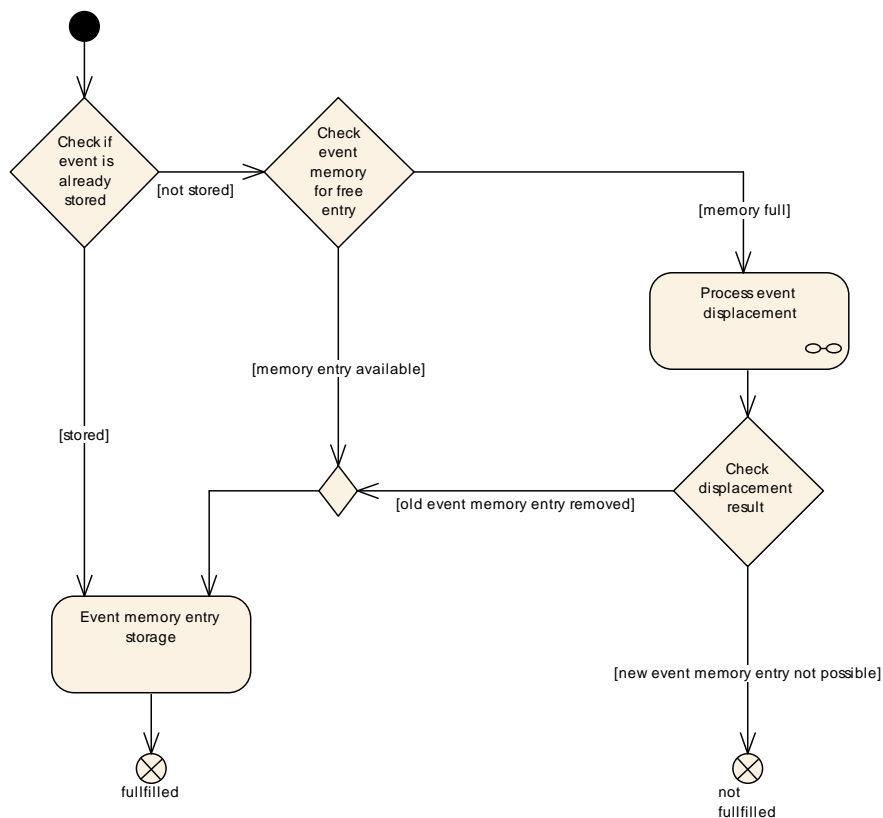 Check if
event is
already
stored
[not stored]
Check
event
memory
for free
entry
[memory full]
Process event
displacement
[memory entry available]
[stored]
Check
displacement
result
[old event memory entry removed]
Event memory entry
storage
[new event memory entry not possible]
fullfilled
not
fullfilled